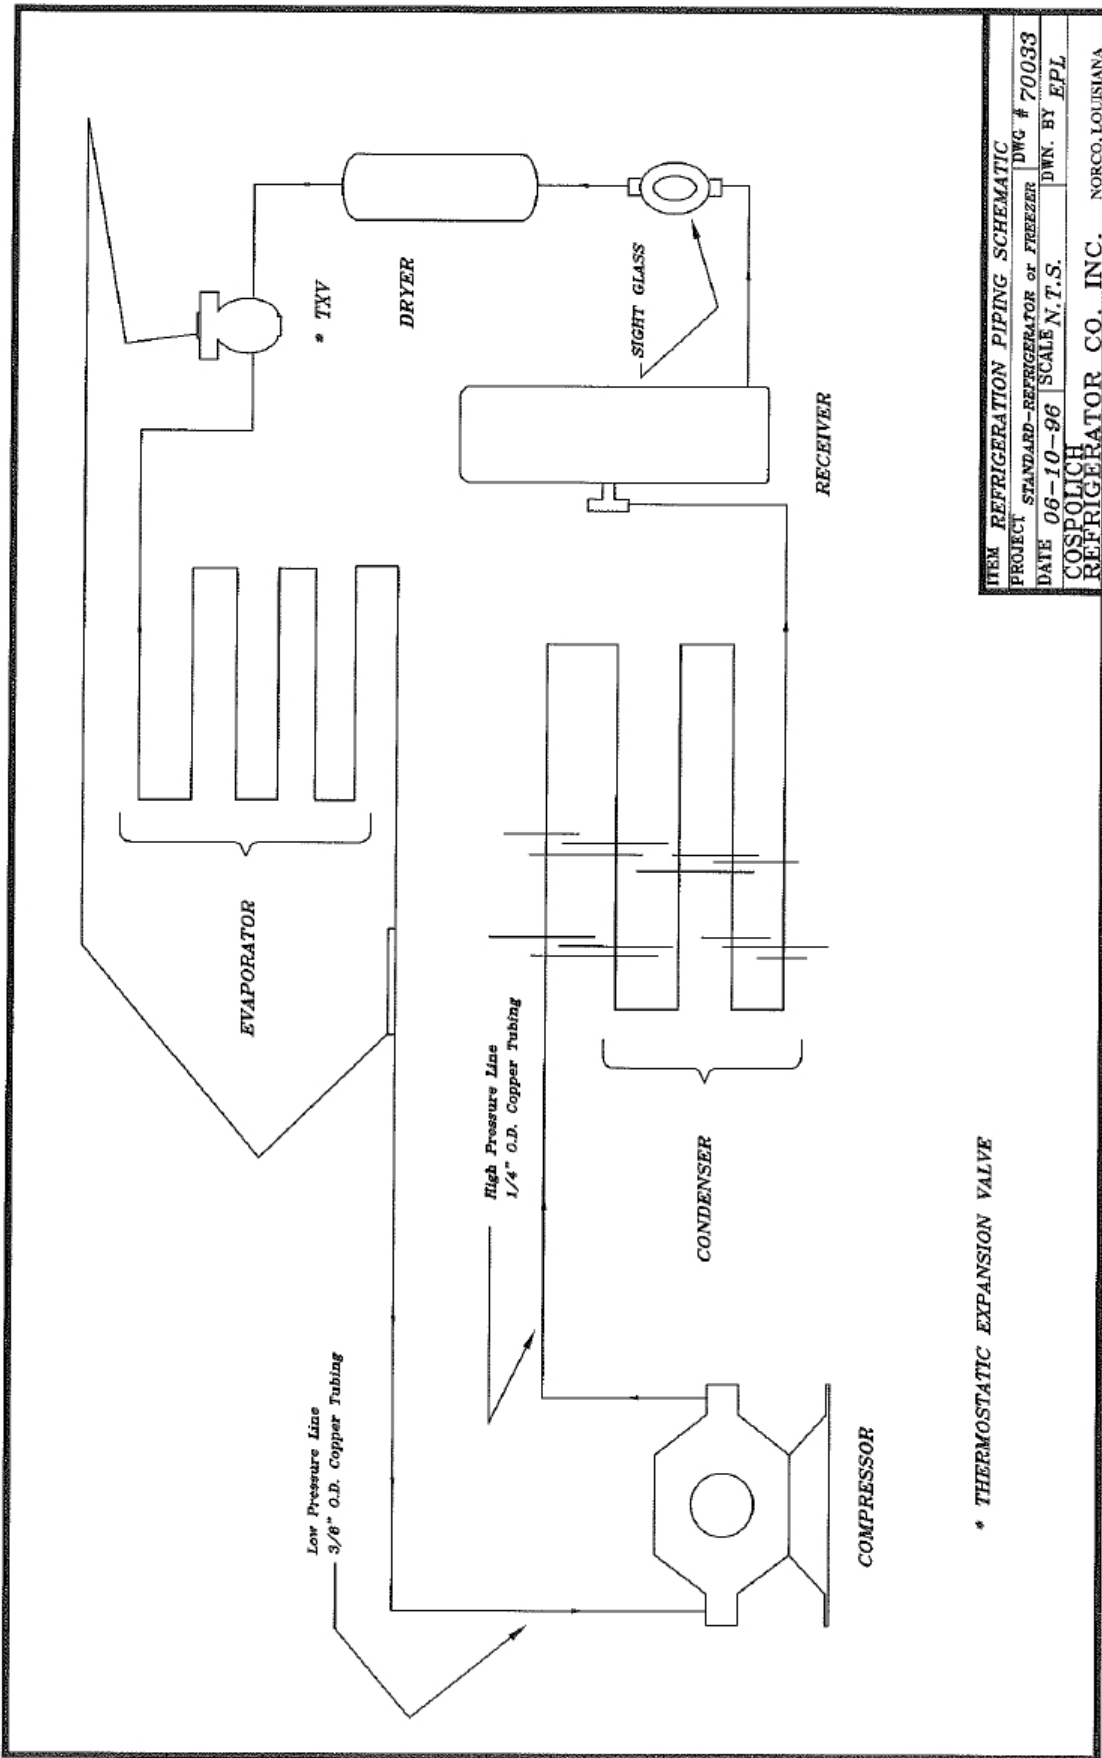 Low Pressure Line
3/8" O.D. Copper Tubing
High Pressure Line
1/4" O.D. Copper Tubing
EVAPORATOR
* TXV
DRYER
SIGHT GLASS
RECEIVER
CONDENSER
COMPRESSOR
* THERMOSTATIC EXPANSION VALVE
ITEM REFRIGERATION PIPING SCHEMATIC
PROJECT STANDARD-REFRIGERATOR or FREEZER DWG # 70033
DATE 06-10-96 SCALE N.T.S. DWN. BY EPL
COSPOLICH
REFRIGERATOR CO. INC. NORCO, LOUISIANA